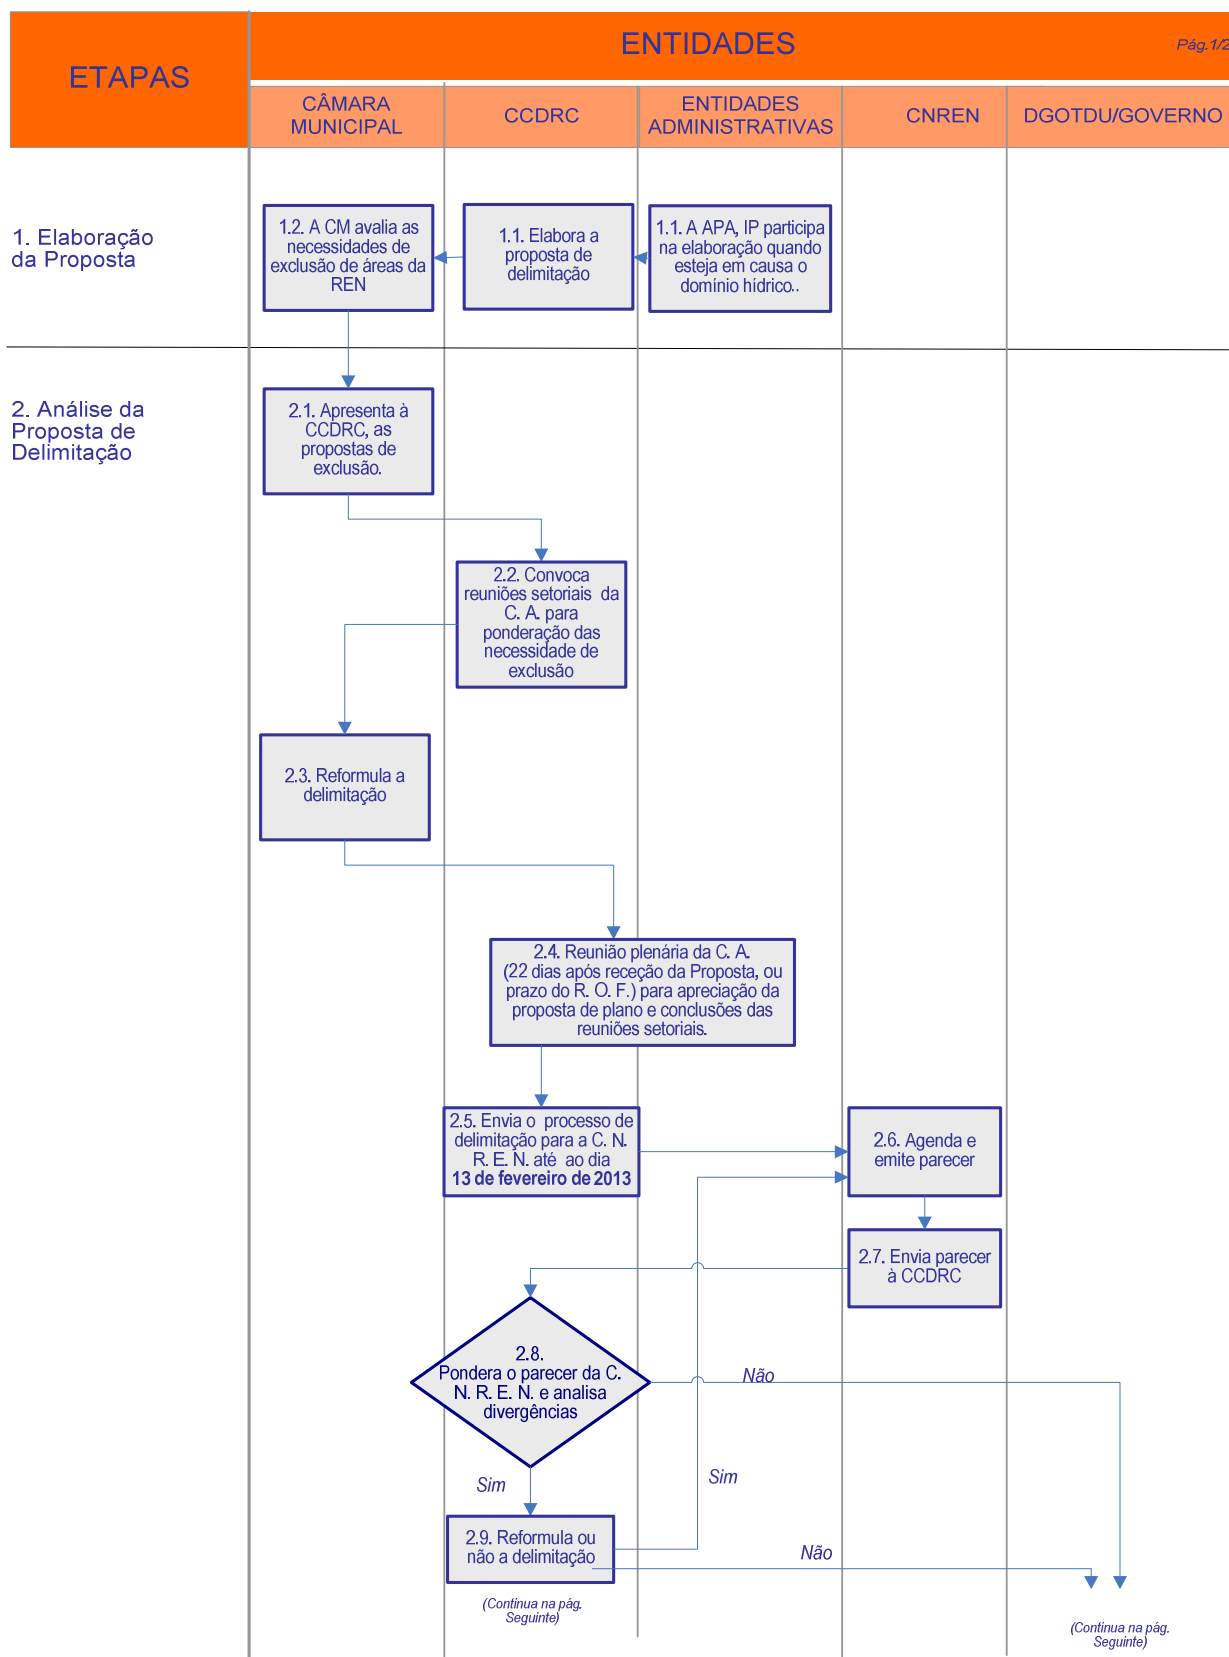 ETAPAS
ENTIDADES
Pág.1/2
CÂMARA
MUNICIPAL
CCDRC
ENTIDADES
ADMINISTRATIVAS
CNREN
DGOTDU/GOVERNO
1. Elaboração
da Proposta
1.2. A CM avalia as
necessidades de
exclusão de áreas da
REN
1.1. Elabora a
proposta de
delimitação
1.1. A APA, IP participa
na elaboração quando
esteja em causa o
domínio hídrico..
2. Análise da
Proposta de
Delimitação
2.1. Apresenta à
CCDRC, as
propostas de
exclusão.
2.2. Convoca
reuniões setoriais da
C. A. para
ponderação das
necessidade de
exclusão
2.3. Reformula a
delimitação
2.4. Reunião plenária da C. A.
(22 dias após receção da Proposta, ou
prazo do R. O. F.) para apreciação da
proposta de plano e conclusões das
reuniões setoriais.
2.5. Envia o processo de
delimitação para a C. N.
R. E. N. até ao dia
13 de fevereiro de 2013
2.6. Agenda e
emite parecer
2.7. Envia parecer
à CCDRC
2.8.
Pondera o parecer da C.
N. R. E. N. e analisa
divergências
Não
Sim
Sim
2.9. Reformula ou
não a delimitação
Não
(Continua na pág.
Seguinte)
(Continua na pág.
Seguinte)